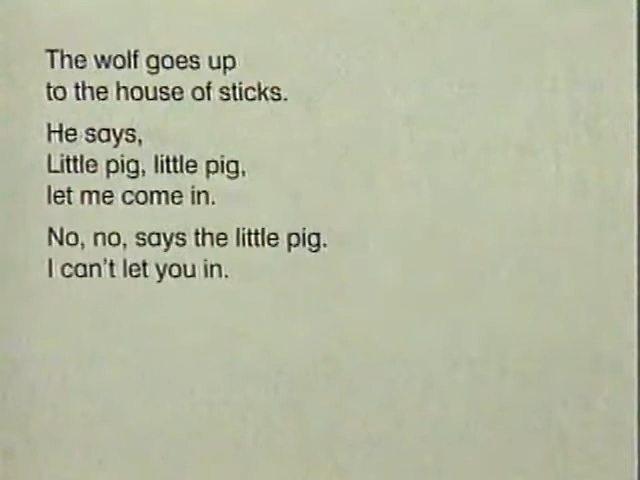 The wolf goes up
to the house of sticks.
He says,
Little pig, little pig,
let me come in.
No, no, says the little pig.
I can't let you in.